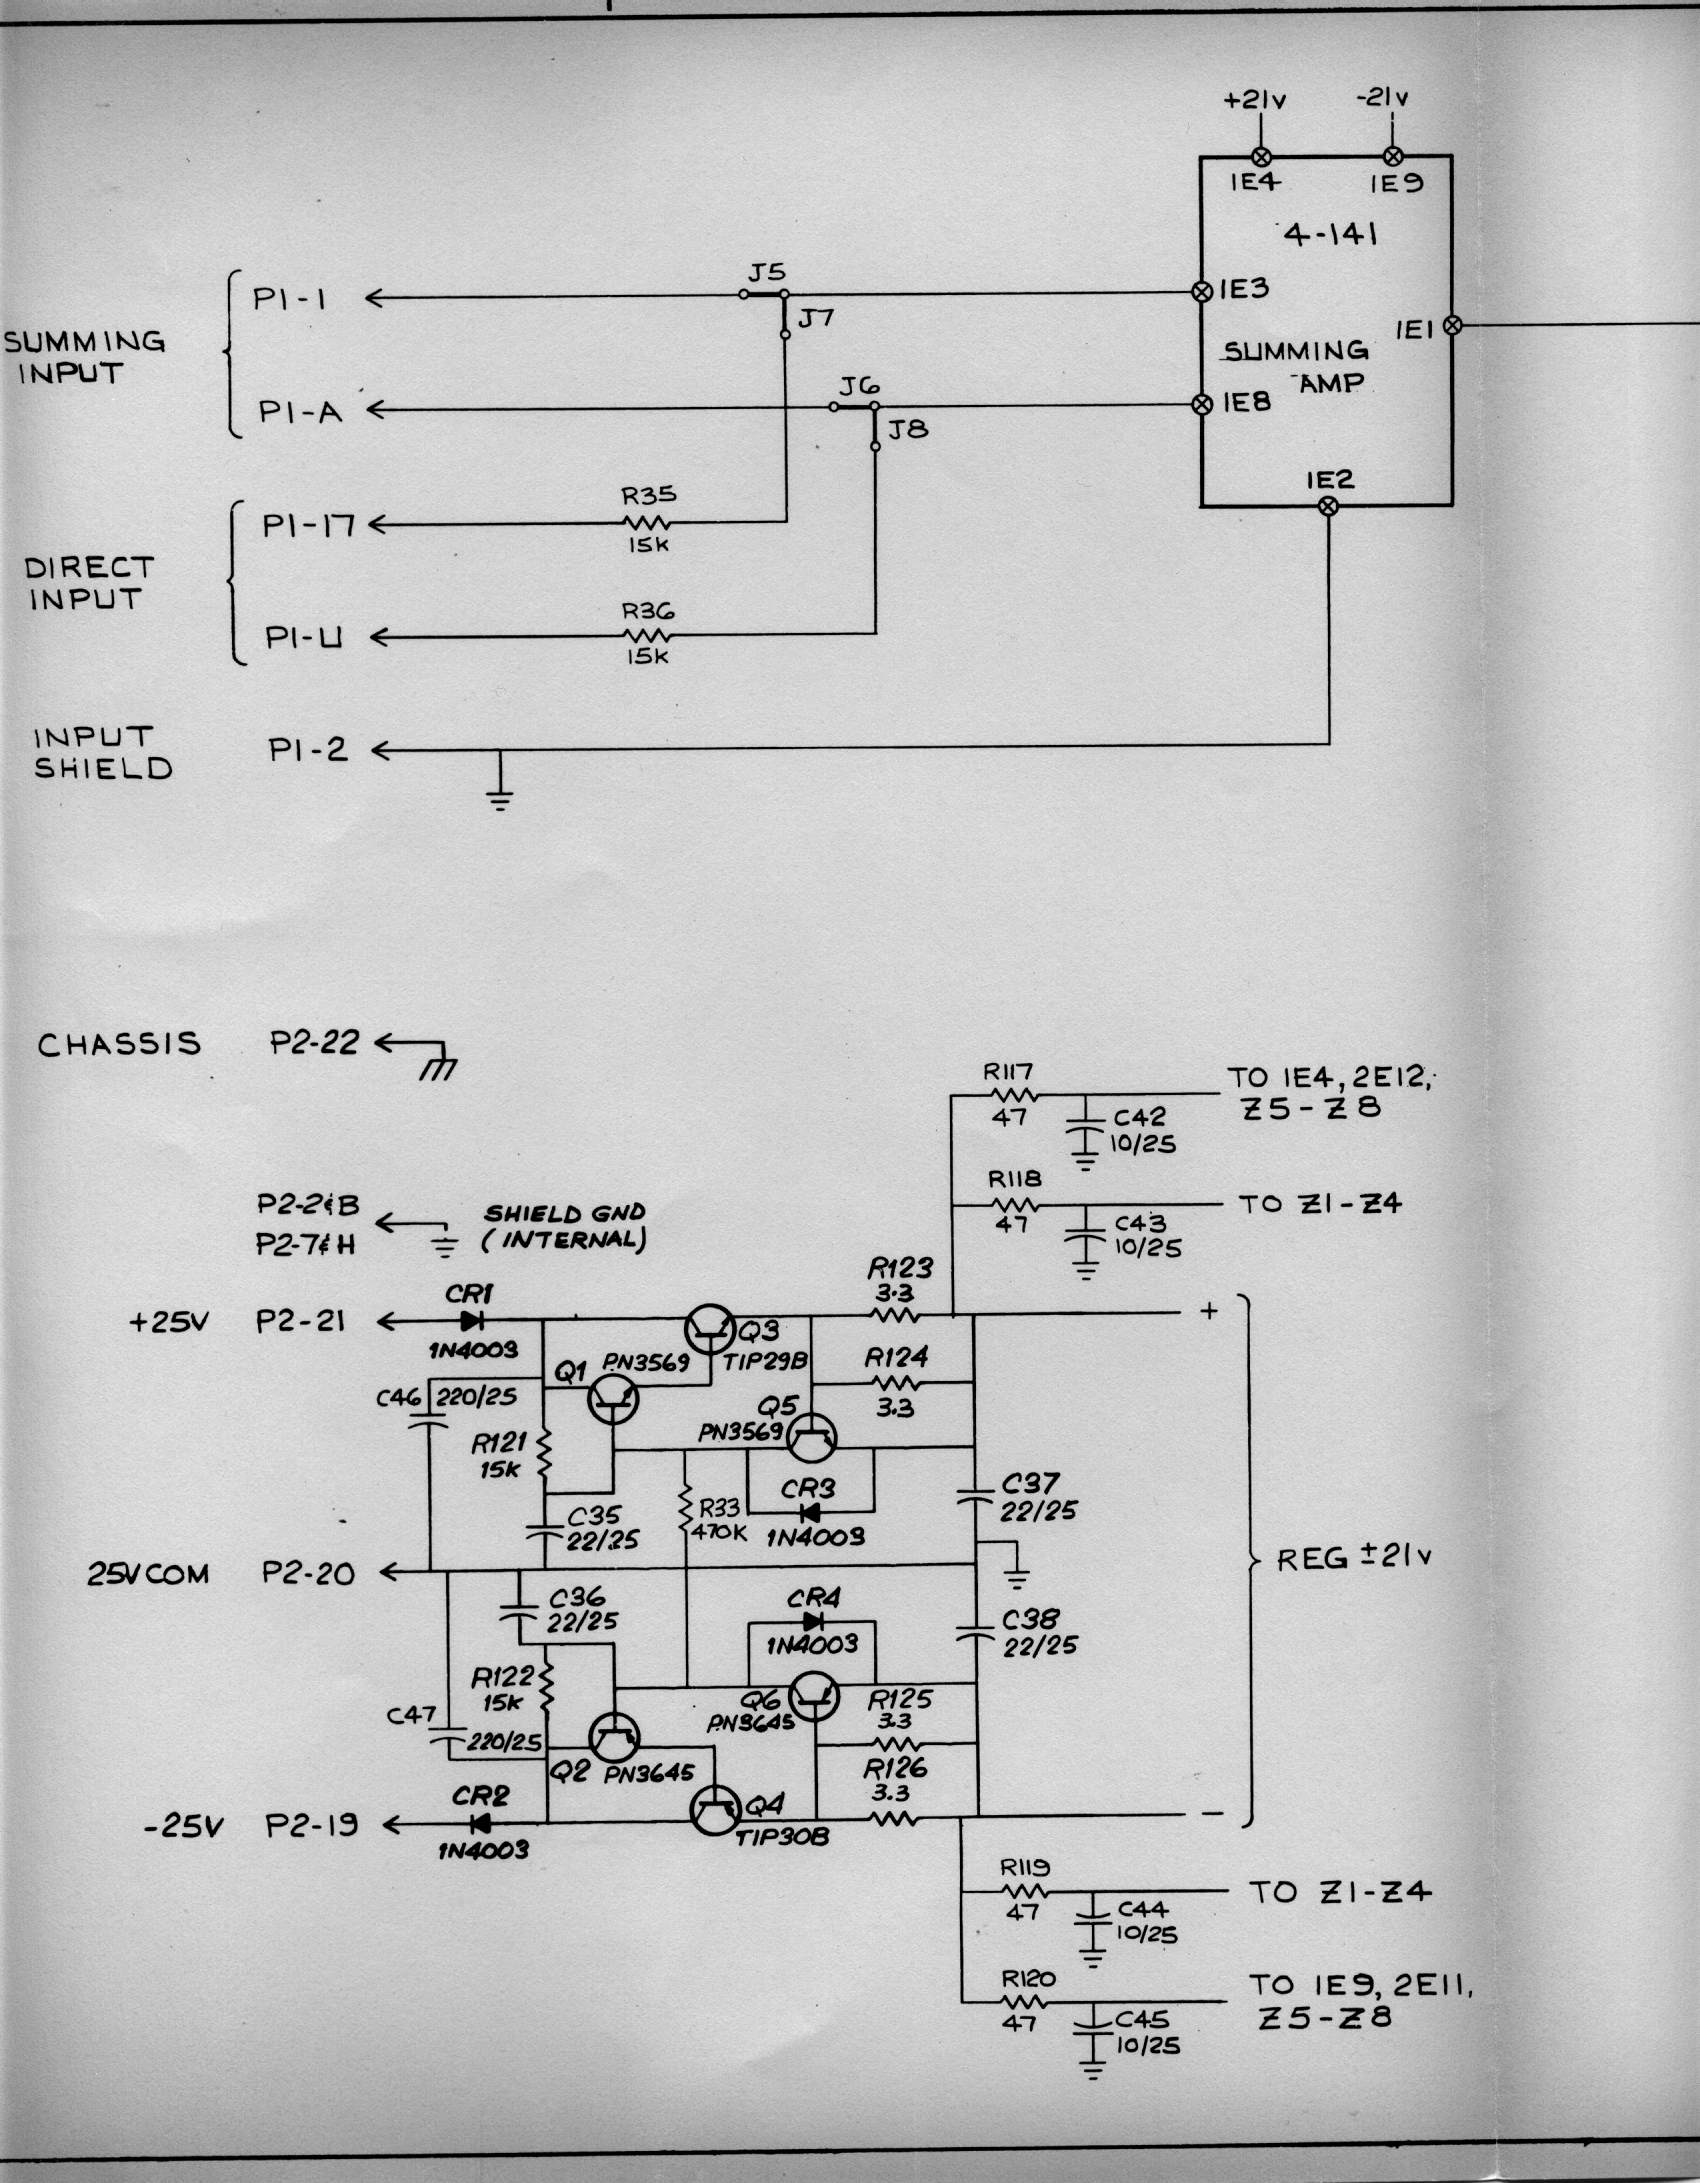 +21v -21v
1E4 1E9
4-141
J5
P1-1 1E3
J7
SUMMING
INPUT
1E1
SUMMING
AMP
J6
P1-A 1E8
J8
1E2
R35
P1-17
15K
DIRECT
INPUT
R36
P1-U
15K
INPUT
SHIELD
P1-2
CHASSIS P2-22
R117
47
C42
10/25
TO 1E4, 2E12,
Z5-Z8
R118
47
C43
10/25
TO Z1-Z4
P2-2&B
P2-7&H
SHIELD GND
(INTERNAL)
R123
3.3
CR1
+25V P2-21
1N4003
+
Q3
TIP29B
Q1 PN3569
R124
3.3
C46 220/25
Q5
PN3569
R121
15K
CR3
1N4003
C37
22/25
R33
470K
C35
22/25
25V COM P2-20
REG ±21v
C36
22/25
CR4
1N4003
C38
22/25
R122
15K
Q6
PN3645
R125
3.3
C47
220/25
Q2 PN3645
R126
3.3
CR2
-25V P2-19
1N4003
Q4
TIP30B
-
R119
47
C44
10/25
TO Z1-Z4
R120
47
C45
10/25
TO 1E9, 2E11,
Z5-Z8